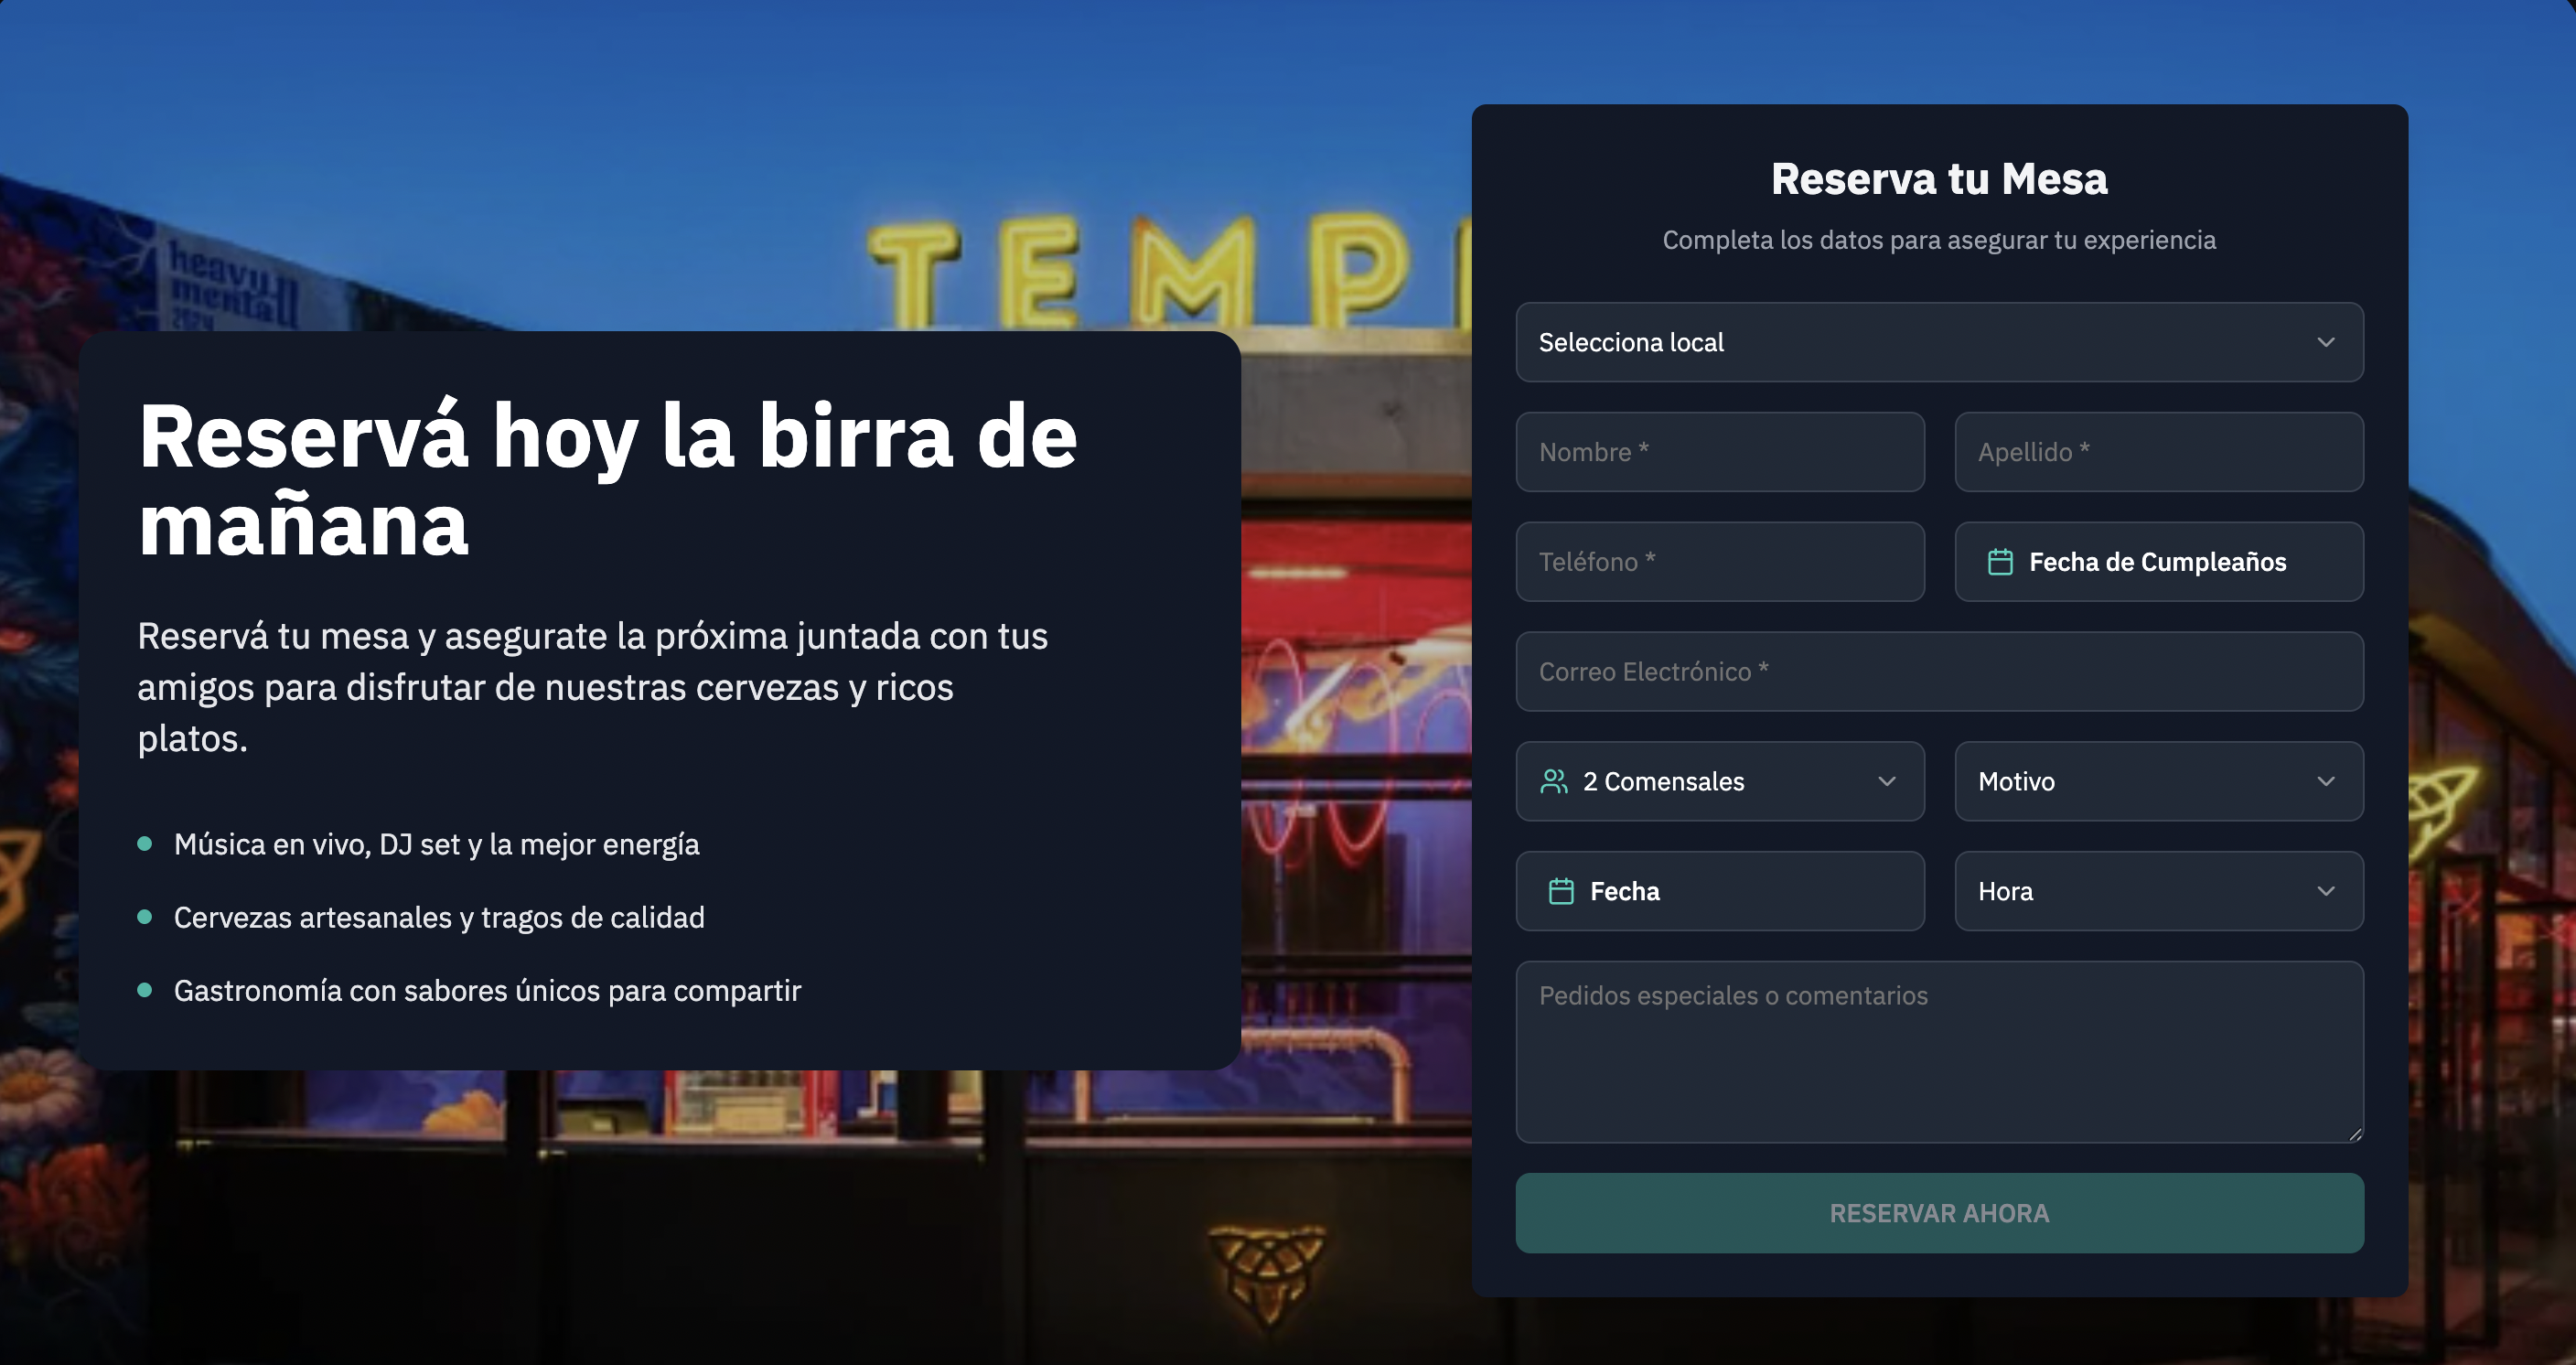 heavy
mental
2024
TEMP
Reservá hoy la birra de
mañana
Reservá tu mesa y asegurate la próxima juntada con tus
amigos para disfrutar de nuestras cervezas y ricos
platos.
Música en vivo, DJ set y la mejor energía
Cervezas artesanales y tragos de calidad
Gastronomía con sabores únicos para compartir
Reserva tu Mesa
Completa los datos para asegurar tu experiencia
Selecciona local
Nombre *
Apellido *
Teléfono *
Fecha de Cumpleaños
Correo Electrónico *
2 Comensales
Motivo
Fecha
Hora
Pedidos especiales o comentarios
RESERVAR AHORA